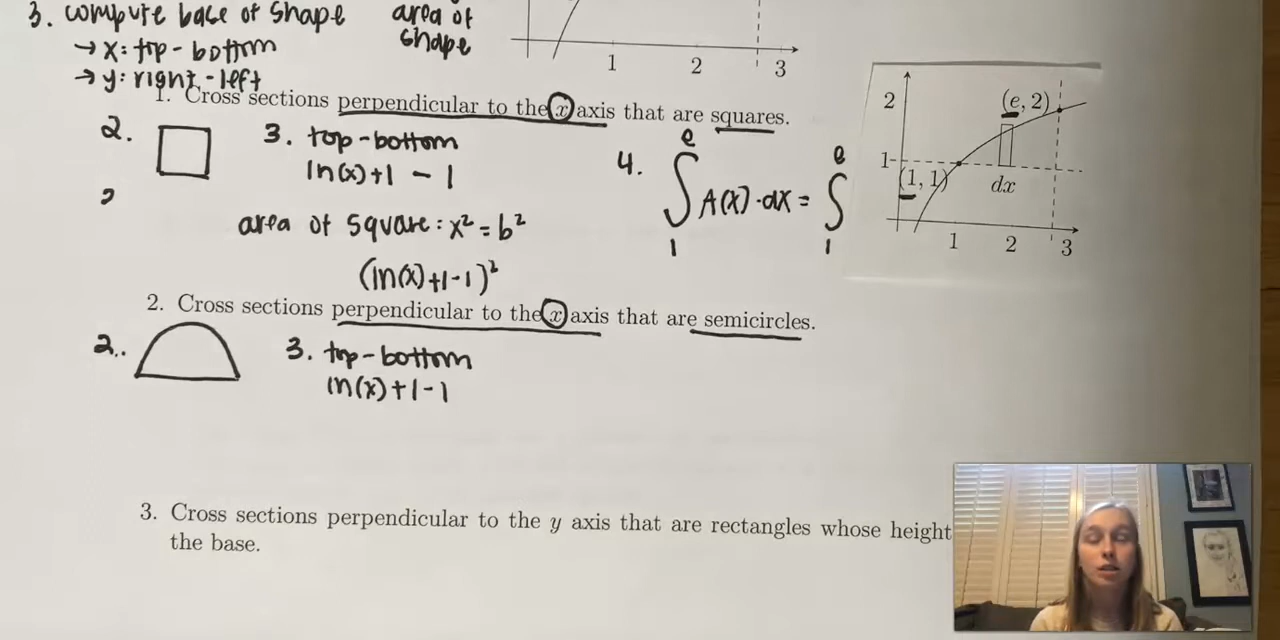 3. compute base of shape
→ x: top - bottom
→ y: right - left
area of
shape
1 2 3
1. Cross sections perpendicular to the x axis that are squares.
2.
3. top - bottom
ln(x)+1 - 1
area of square: x² = b²
(ln(x)+1-1)²
4. ∫₁ᵉ A(x)·dx = ∫₁ᵉ
2
(e, 2)
1
(1, 1)
dx
1 2 3
2. Cross sections perpendicular to the x axis that are semicircles.
2..
3. top - bottom
ln(x)+1-1
3. Cross sections perpendicular to the y axis that are rectangles whose height
the base.